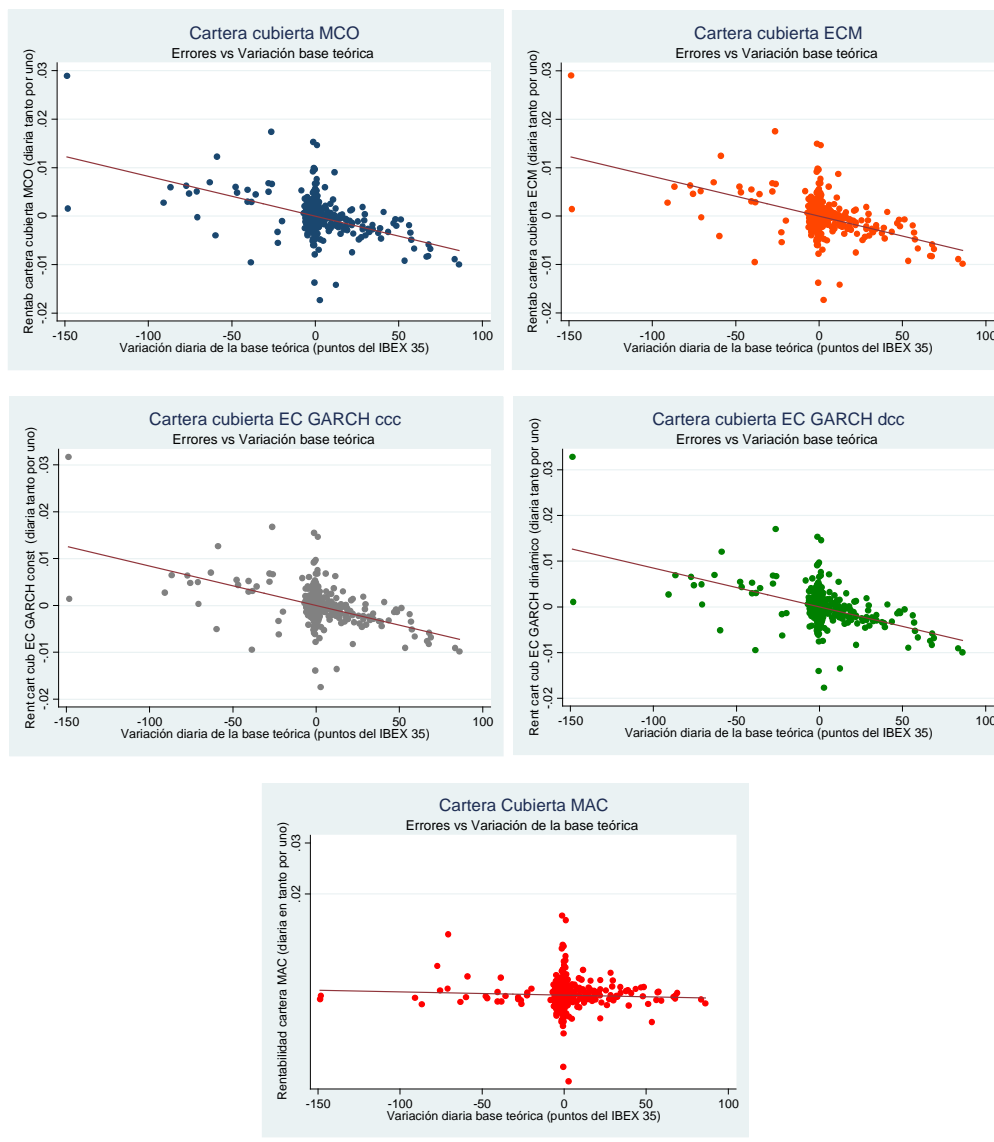 Cartera cubierta MCO
Errores vs Variación base teórica
Rentab cartera cubierta MCO (diaria tanto por uno)
.03
.02
.01
0
-.01
-.02
-150 -100 -50 0 50 100
Variación diaria de la base teórica (puntos del IBEX 35)
Cartera cubierta ECM
Errores vs Variación base teórica
Rentab cartera cubierta ECM (diaria tanto por uno)
.03
.02
.01
0
-.01
-.02
-150 -100 -50 0 50 100
Variación diaria de la base teórica (puntos del IBEX 35)
Cartera cubierta EC GARCH ccc
Errores vs Variación base teórica
Rent cart cub EC GARCH const (diaria tanto por uno)
.03
.02
.01
0
-.01
-.02
-150 -100 -50 0 50 100
Variación diaria de la base teórica (puntos del IBEX 35)
Cartera cubierta EC GARCH dcc
Errores vs Variación base teórica
Rent cart cub EC GARCH dinámico (diaria tanto por uno)
.03
.02
.01
0
-.01
-.02
-150 -100 -50 0 50 100
Variación diaria de la base teórica (puntos del IBEX 35)
Cartera Cubierta MAC
Errores vs Variación de la base teórica
Rentabilidad cartera MAC (diaria en tanto por uno)
.03
.02
-150 -100 -50 0 50 100
Variación diaria base teórica (puntos del IBEX 35)